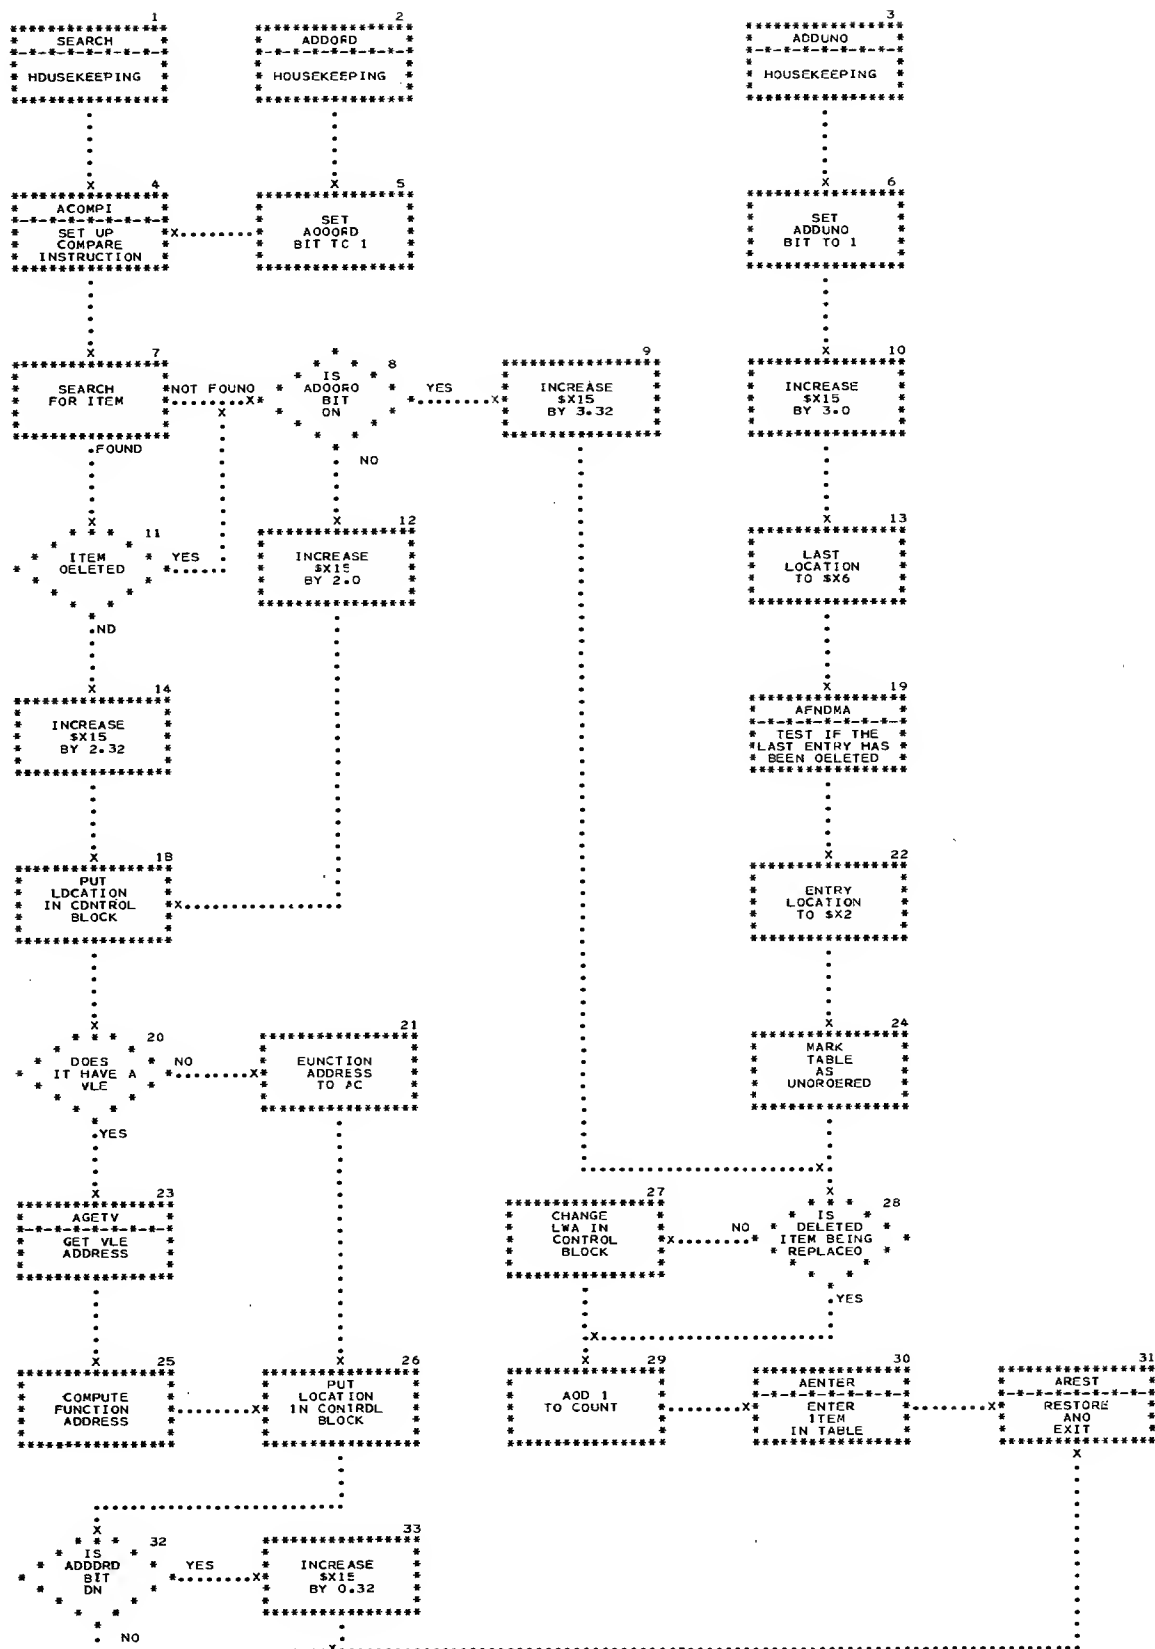 1
SEARCH
HDUSEKEEPING
2
ADDORD
HOUSEKEEPING
3
ADDUNO
HOUSEKEEPING
4
ACOMPI
SET UP
COMPARE
INSTRUCTION
5
SET
AOOORD
BIT TC 1
6
SET
ADDUNO
BIT TO 1
7
SEARCH
FOR ITEM
NOT FOUND
FOUND
8
IS
ADOORO
BIT
ON
YES
NO
9
INCREASE
$X15
BY 3.32
10
INCREASE
$X15
BY 3.0
11
ITEM
OELETED
YES
ND
12
INCREASE
$X15
BY 2.0
13
LAST
LOCATION
TO $X6
14
INCREASE
$X15
BY 2.32
19
AFNDMA
TEST IF THE
LAST ENTRY HAS
BEEN OELETED
1B
PUT
LDCATION
IN CDNTROL
BLOCK
22
ENTRY
LOCATION
TO $X2
20
DOES
IT HAVE A
VLE
NO
YES
21
EUNCTION
ADDRESS
TO AC
24
MARK
TABLE
AS
UNOROERED
23
AGETV
GET VLE
ADDRESS
27
CHANGE
LWA IN
CONTROL
BLOCK
28
IS
DELETED
ITEM BEING
REPLACEO
NO
YES
25
COMPUTE
FUNCTION
ADDRESS
26
PUT
LOCATION
IN CONIRDL
BLOCK
29
AOD 1
TO COUNT
30
AENTER
ENTER
ITEM
IN TABLE
31
AREST
RESTORE
ANO
EXIT
32
IS
ADDDRD
BIT
DN
YES
NO
33
INCREASE
$X15
BY 0.32